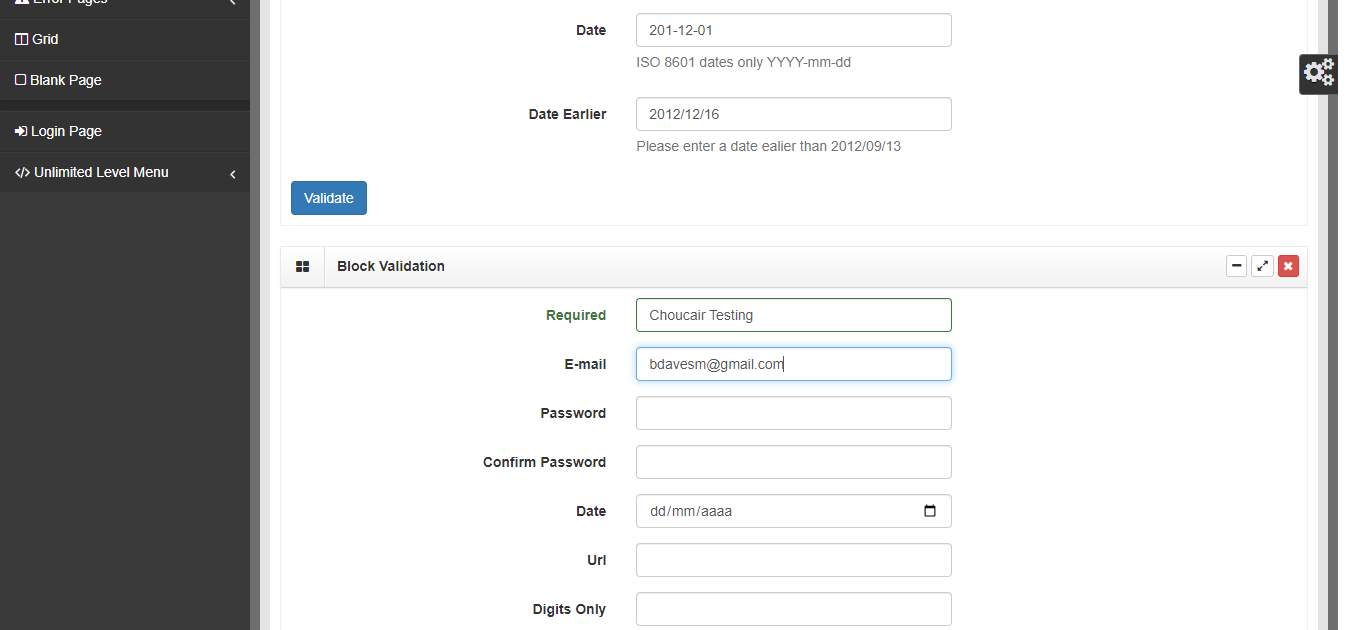 Error Pages
Grid
Blank Page
Login Page
Unlimited Level Menu
Date
201-12-01
ISO 8601 dates only YYYY-mm-dd
Date Earlier
2012/12/16
Please enter a date ealier than 2012/09/13
Validate
Block Validation
Required
Choucair Testing
E-mail
bdavesm@gmail.com
Password
Confirm Password
Date
dd/mm/aaaa
Url
Digits Only